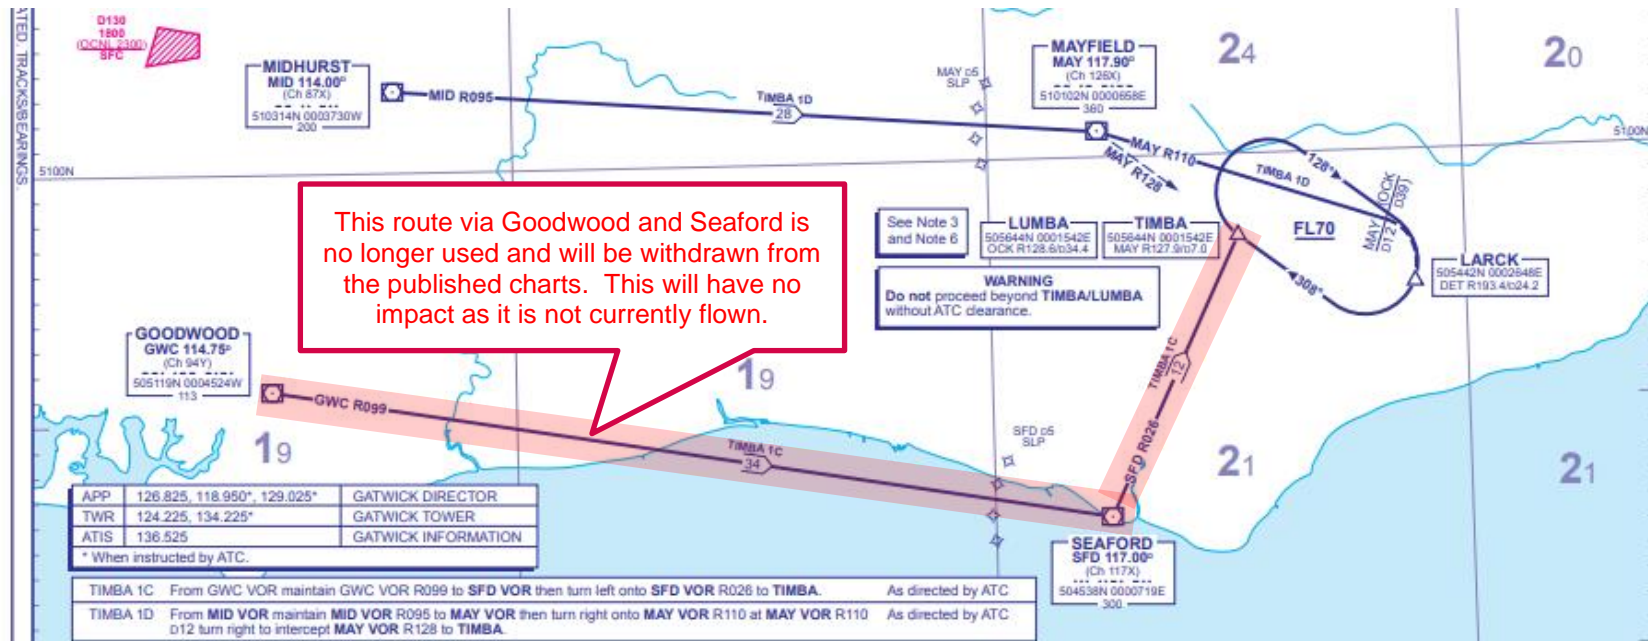 ATED. TRACKS/BEARINGS.
D130
1800
(OCNL 2300)
SFC
MIDHURST
MID 114.00°
(Ch 87X)
510314N 0003730W
200
MID R095
TIMBA 1D
28
MAY D5
SLP
MAYFIELD
MAY 117.90°
(Ch 126X)
510102N 0000658E
360
24
20
5100N
5100N
MAY R110
MAY R128
TIMBA 1D
128°
MAY D12
OCK
D39)
FL70
308°
This route via Goodwood and Seaford is
no longer used and will be withdrawn from
the published charts.  This will have no
impact as it is not currently flown.
See Note 3
and Note 6
LUMBA
505644N 0001542E
OCK R128.6/D34.4
TIMBA
505644N 0001542E
MAY R127.9/D7.0
LARCK
505442N 0002648E
DET R193.4/D24.2
WARNING
Do not proceed beyond TIMBA/LUMBA
without ATC clearance.
GOODWOOD
GWC 114.75°
(Ch 94Y)
505119N 0004524W
113
GWC R099
TIMBA 1C
34
19
19
SFD D5
SLP
TIMBA 1C
12
SFD R026
21
21
SEAFORD
SFD 117.00°
(Ch 117X)
504538N 0000719E
300
APP 126.825, 118.950*, 129.025* GATWICK DIRECTOR
TWR 124.225, 134.225* GATWICK TOWER
ATIS 136.525 GATWICK INFORMATION
* When instructed by ATC.
TIMBA 1C From GWC VOR maintain GWC VOR R099 to SFD VOR then turn left onto SFD VOR R026 to TIMBA. As directed by ATC
TIMBA 1D From MID VOR maintain MID VOR R095 to MAY VOR then turn right onto MAY VOR R110 at MAY VOR R110 As directed by ATC
D12 turn right to intercept MAY VOR R128 to TIMBA.